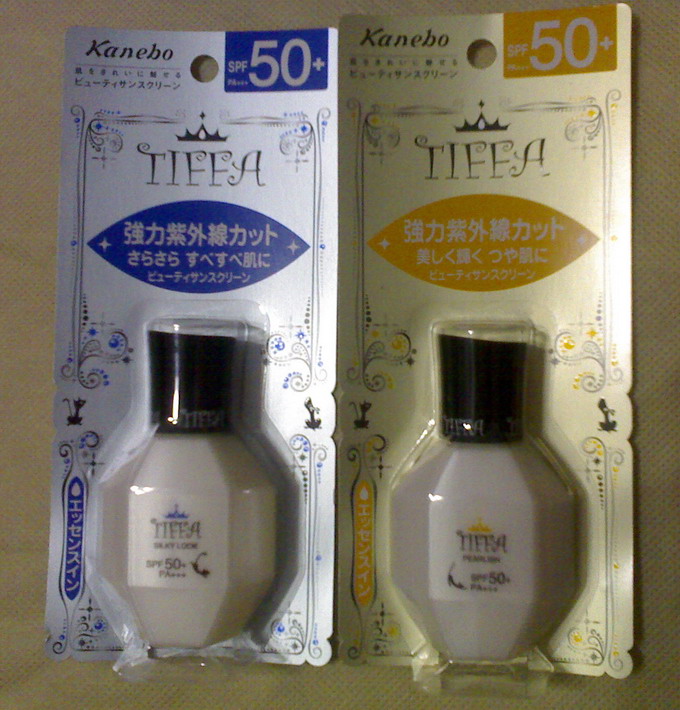 Kanebo
肌をきれいに魅せる
ビューティサンスクリーン
SPF 50+
PA+++
TIFFA
強力紫外線カット
さらさら すべすべ肌に
ビューティサンスクリーン
エッセンスイン
TIFFA
SILKY LOOK
SPF 50+
PA+++
Kanebo
肌をきれいに魅せる
ビューティサンスクリーン
SPF 50+
PA+++
TIFFA
強力紫外線カット
美しく輝く つや肌に
ビューティサンスクリーン
エッセンスイン
TIFFA
PEARLISH
SPF 50+
PA+++